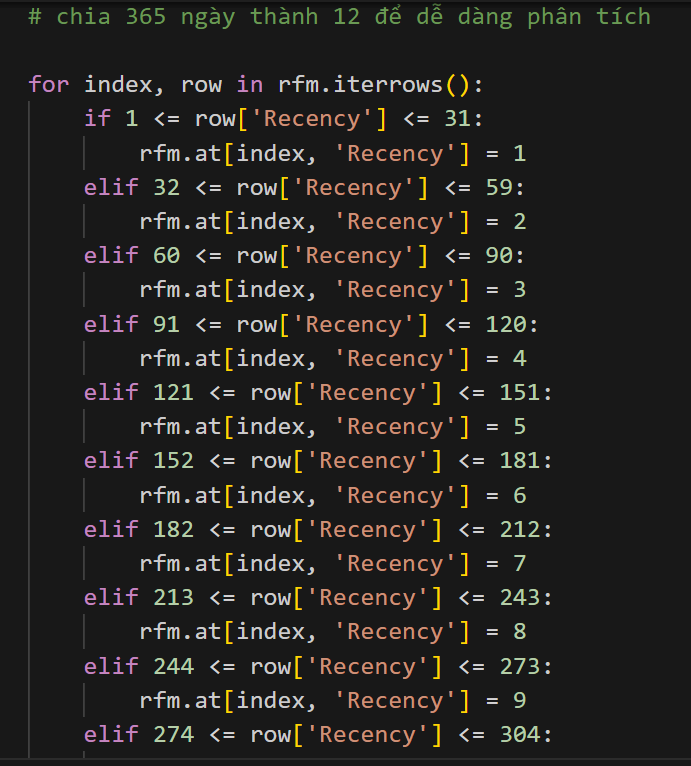 # chia 365 ngày thành 12 để dễ dàng phân tích
for index, row in rfm.iterrows():
if 1 <= row['Recency'] <= 31:
rfm.at[index, 'Recency'] = 1
elif 32 <= row['Recency'] <= 59:
rfm.at[index, 'Recency'] = 2
elif 60 <= row['Recency'] <= 90:
rfm.at[index, 'Recency'] = 3
elif 91 <= row['Recency'] <= 120:
rfm.at[index, 'Recency'] = 4
elif 121 <= row['Recency'] <= 151:
rfm.at[index, 'Recency'] = 5
elif 152 <= row['Recency'] <= 181:
rfm.at[index, 'Recency'] = 6
elif 182 <= row['Recency'] <= 212:
rfm.at[index, 'Recency'] = 7
elif 213 <= row['Recency'] <= 243:
rfm.at[index, 'Recency'] = 8
elif 244 <= row['Recency'] <= 273:
rfm.at[index, 'Recency'] = 9
elif 274 <= row['Recency'] <= 304: